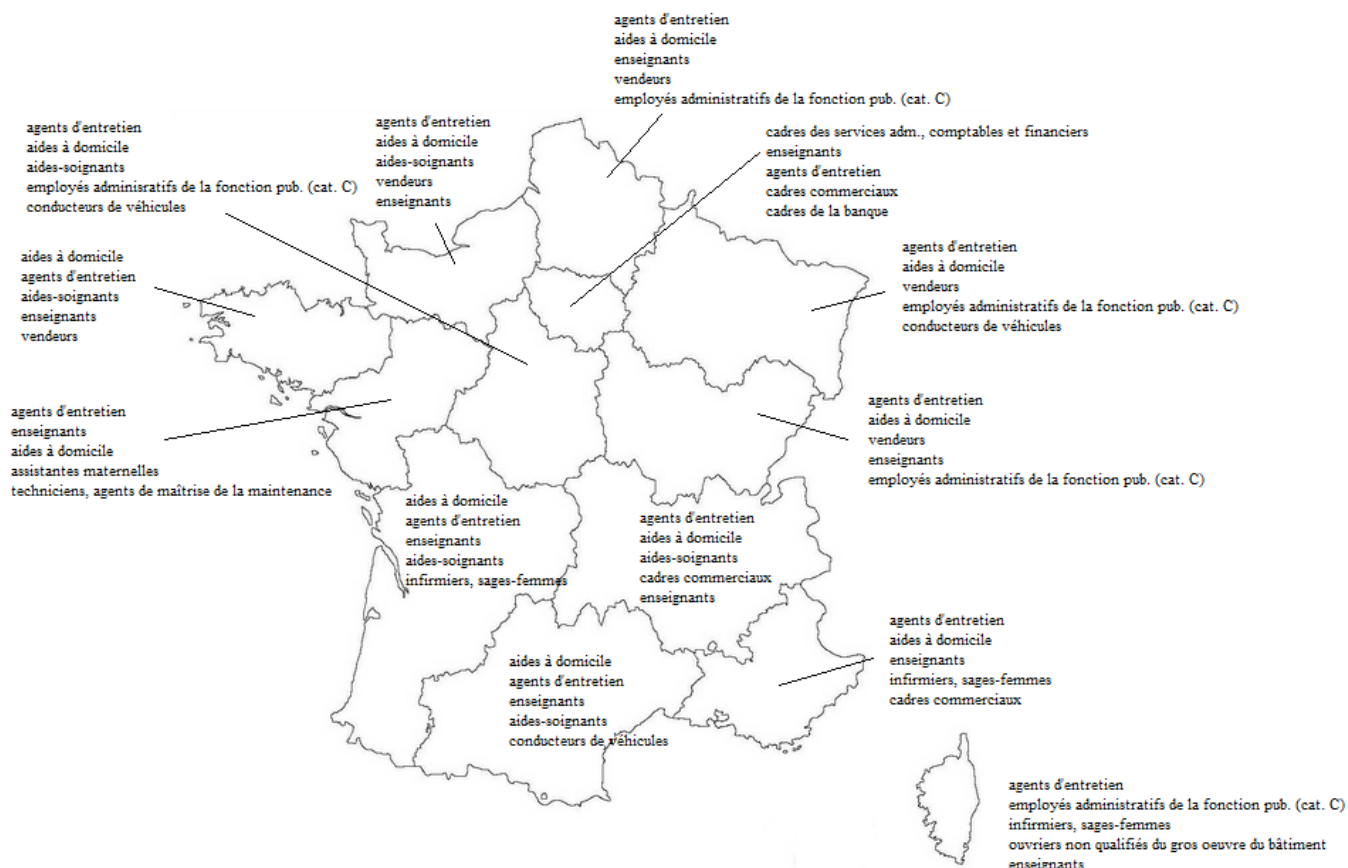 agents d'entretien
aides à domicile
enseignants
vendeurs
employés administratifs de la fonction pub. (cat. C)
agents d'entretien
aides à domicile
aides-soignants
employés adminisratifs de la fonction pub. (cat. C)
conducteurs de véhicules
agents d'entretien
aides à domicile
aides-soignants
vendeurs
enseignants
cadres des services adm., comptables et financiers
enseignants
agents d'entretien
cadres commerciaux
cadres de la banque
aides à domicile
agents d'entretien
aides-soignants
enseignants
vendeurs
agents d'entretien
aides à domicile
vendeurs
employés administratifs de la fonction pub. (cat. C)
conducteurs de véhicules
agents d'entretien
enseignants
aides à domicile
assistantes maternelles
techniciens, agents de maîtrise de la maintenance
agents d'entretien
aides à domicile
vendeurs
enseignants
employés administratifs de la fonction pub. (cat. C)
aides à domicile
agents d'entretien
enseignants
aides-soignants
infirmiers, sages-femmes
agents d'entretien
aides à domicile
aides-soignants
cadres commerciaux
enseignants
agents d'entretien
aides à domicile
enseignants
infirmiers, sages-femmes
cadres commerciaux
aides à domicile
agents d'entretien
enseignants
aides-soignants
conducteurs de véhicules
agents d'entretien
employés administratifs de la fonction pub. (cat. C)
infirmiers, sages-femmes
ouvriers non qualifiés du gros oeuvre du bâtiment
enseignants